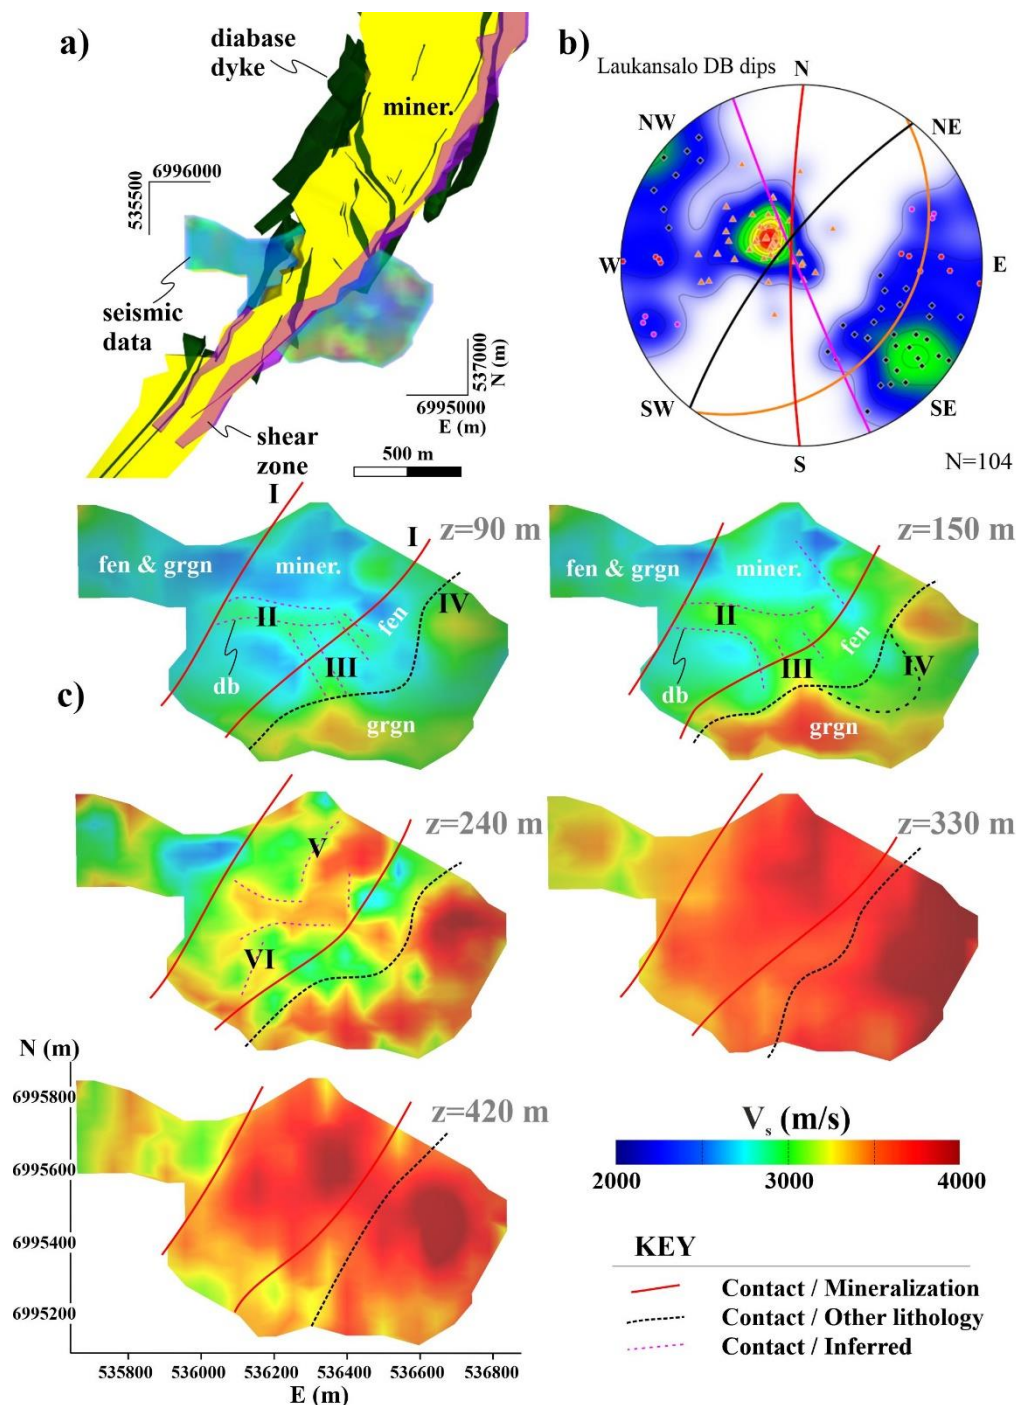 a)
diabase
dyke
miner.
6996000
535500
seismic
data
537000
N (m)
6995000
E (m)
shear
zone
500 m
b)
Laukansalo DB dips
N
NW
NE
W
E
SW
SE
S
N=104
c)
I
I
z=90 m
fen & grgn
miner.
II
IV
fen
III
db
grgn
z=150 m
fen & grgn
miner.
II
fen
III
IV
db
grgn
z=240 m
V
VI
z=330 m
N (m)
6995800
6995600
6995400
6995200
z=420 m
535800
536000
536200
536400
536600
536800
E (m)
Vs (m/s)
2000
3000
4000
KEY
Contact / Mineralization
Contact / Other lithology
Contact / Inferred